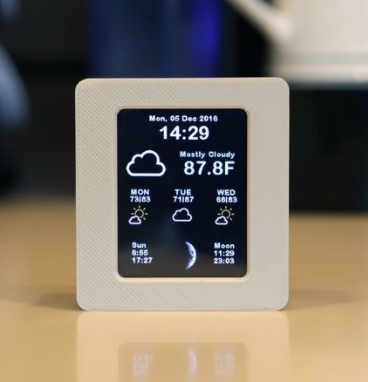 Mon, 05 Dec 2016
14:29
Mostly Cloudy
87.8F
MON TUE WED
73|83 71|87 68|83
Sun Moon
6:55 11:29
17:27 23:03